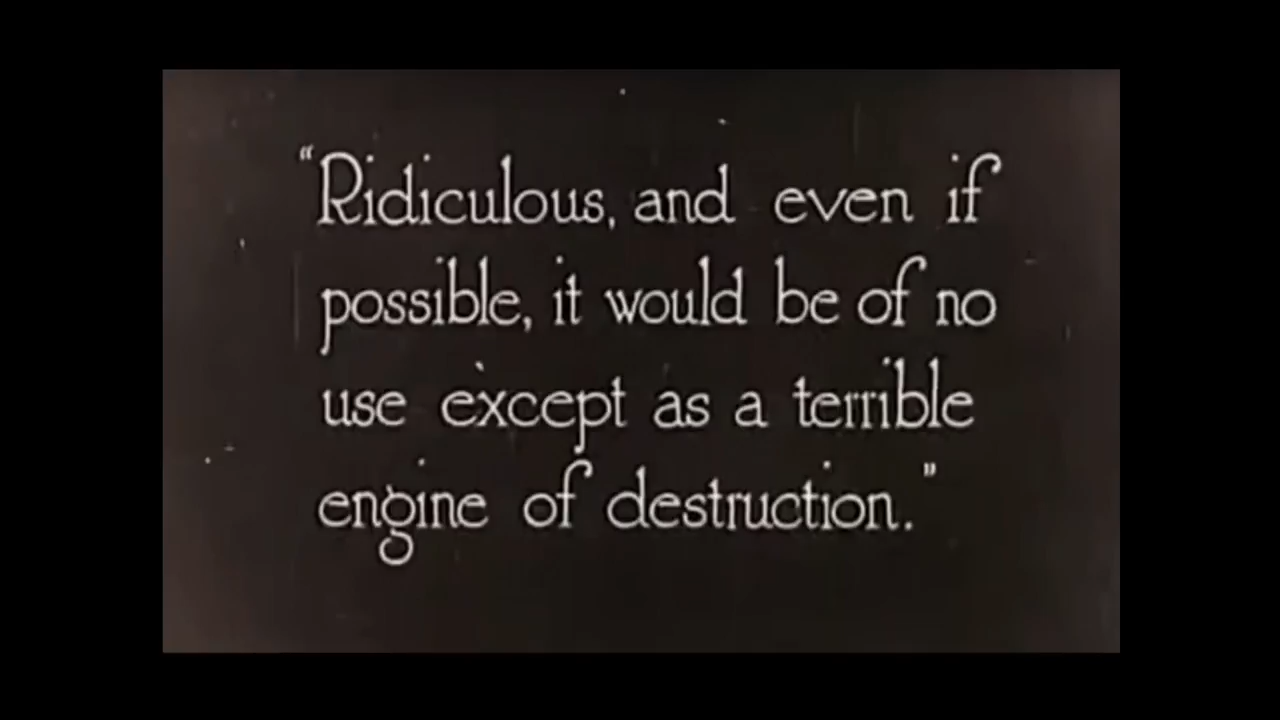 "Ridiculous, and even if
possible, it would be of no
use except as a terrible
engine of destruction."